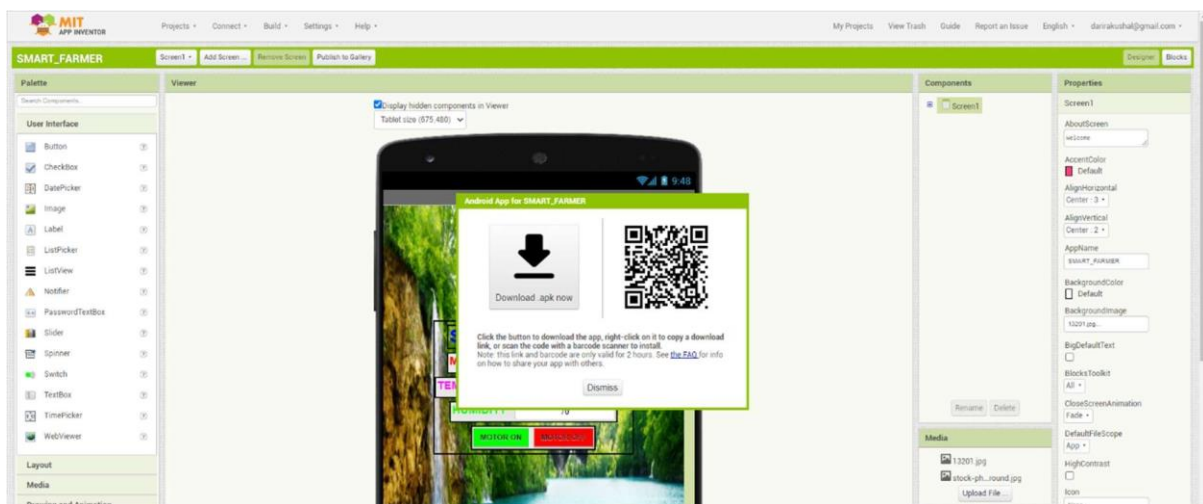 MIT
APP INVENTOR
Projects Connect Build Settings Help
My Projects View Trash Guide Report an Issue English darirakushal@gmail.com
SMART_FARMER
Screen1 Add Screen ... Remove Screen Publish to Gallery
Designer Blocks
Palette
Search Components...
User Interface
Button
CheckBox
DatePicker
Image
Label
ListPicker
ListView
Notifier
PasswordTextBox
Slider
Spinner
Switch
TextBox
TimePicker
WebViewer
Layout
Media
Drawing and Animation
Viewer
Display hidden components in Viewer
Tablet size (675,480)
9:48
Android App for SMART_FARMER
Download .apk now
Click the button to download the app, right-click on it to copy a download
link, or scan the code with a barcode scanner to install.
Note: this link and barcode are only valid for 2 hours. See the FAQ for info
on how to share your app with others.
Dismiss
HUMIDITY
MOTOR ON
Components
Screen1
Rename Delete
Media
13201.jpg
stock-ph...round.jpg
Upload File ...
Properties
Screen1
AboutScreen
welcome
AccentColor
Default
AlignHorizontal
Center : 3
AlignVertical
Center : 2
AppName
SMART_FARMER
BackgroundColor
Default
BackgroundImage
13201.jpg...
BigDefaultText
BlocksToolkit
All
CloseScreenAnimation
Fade
DefaultFileScope
App
HighContrast
Icon